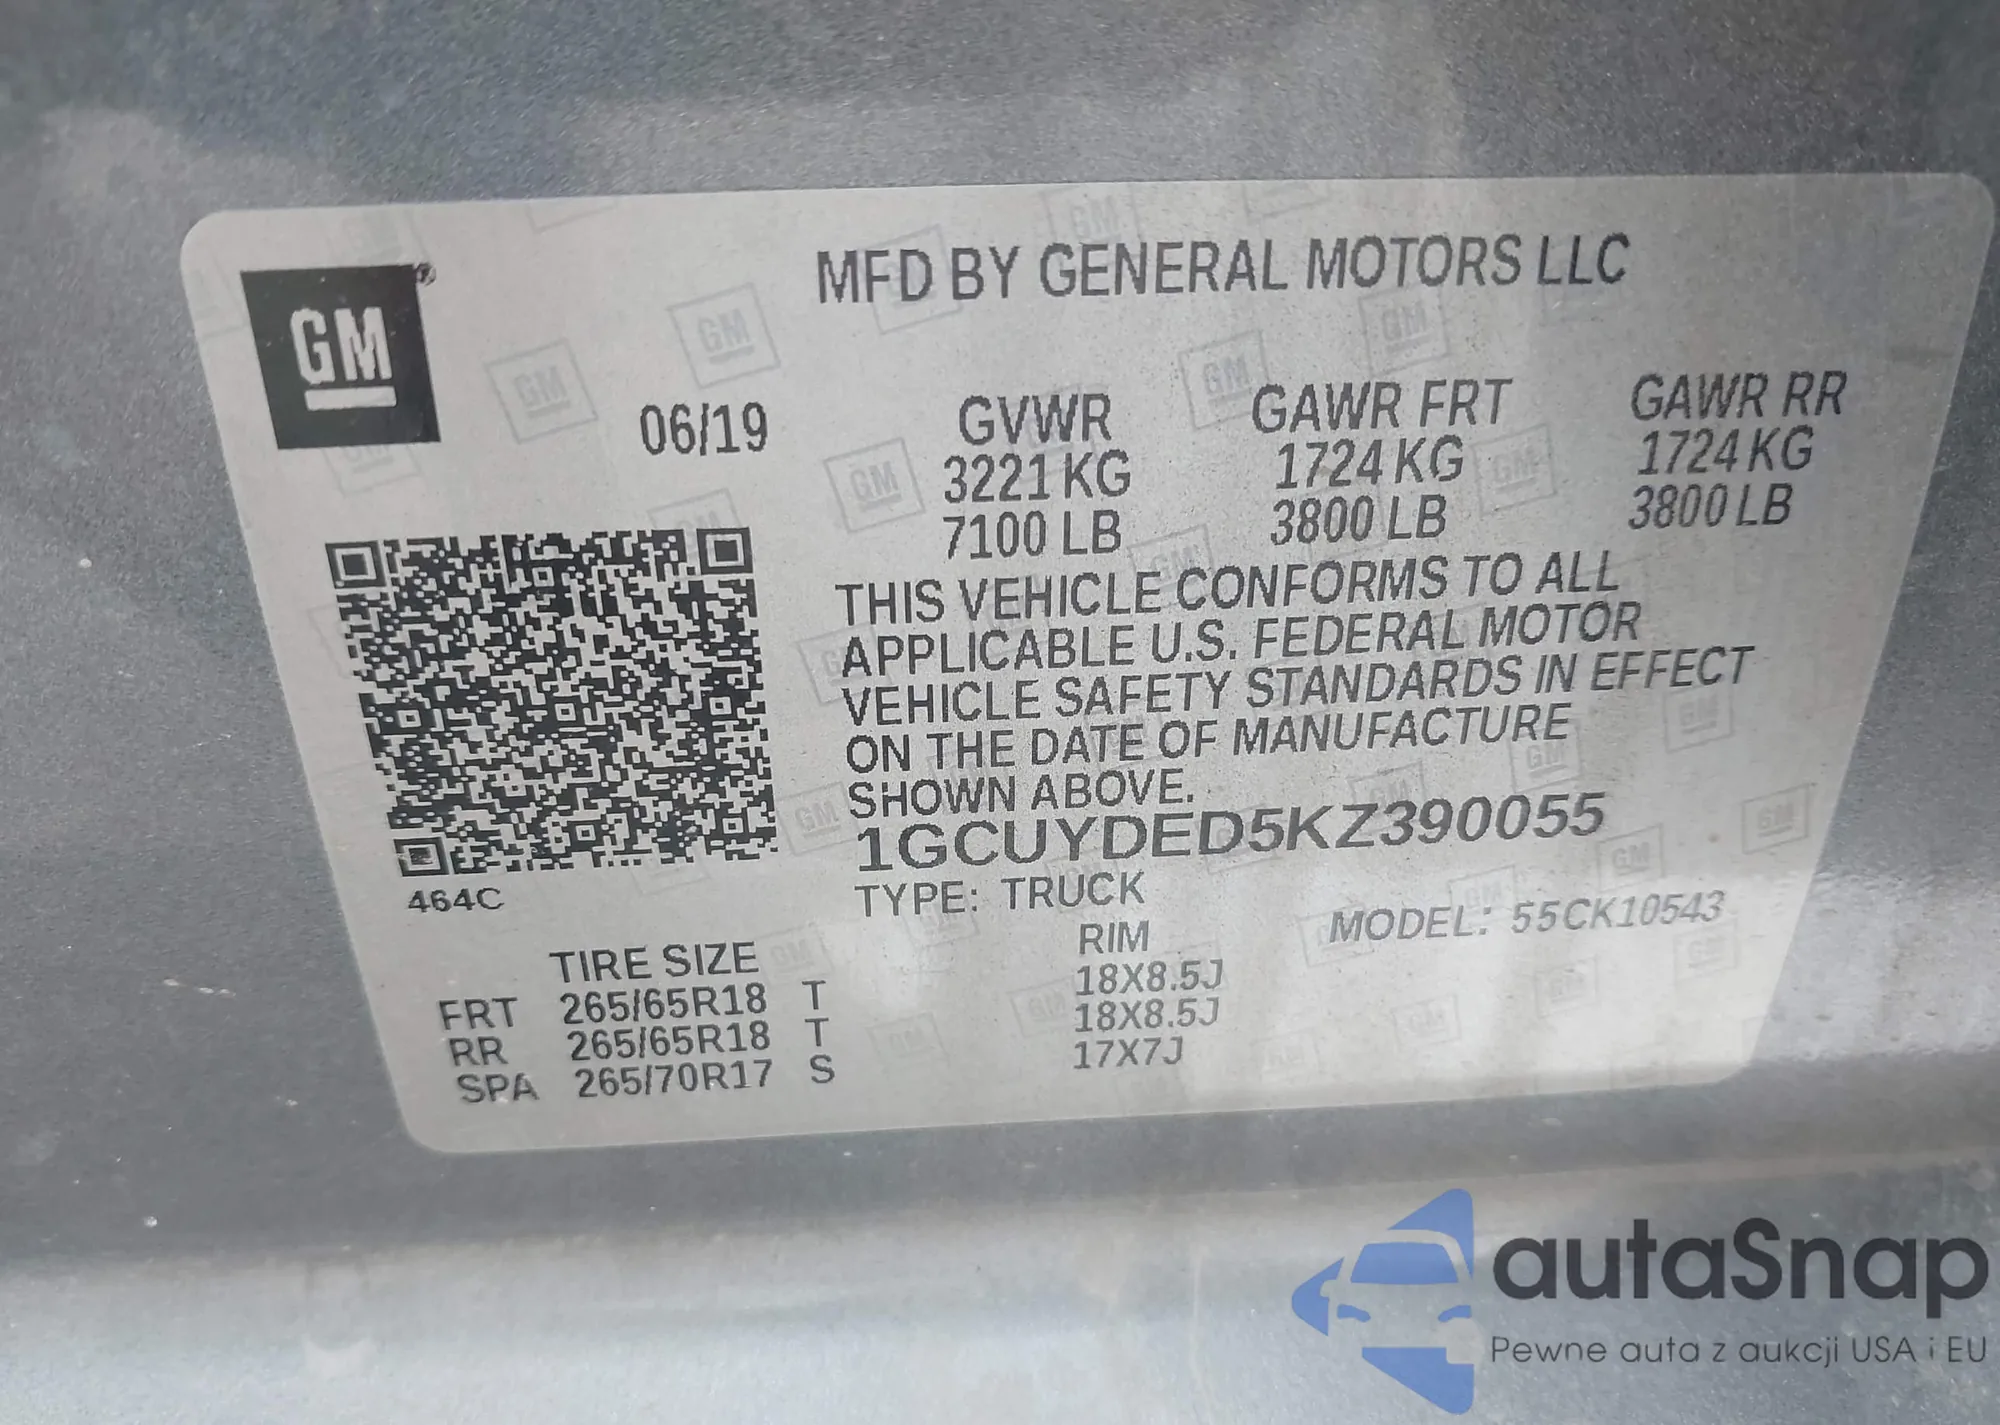 GM®
MFD BY GENERAL MOTORS LLC
06/19
GVWR GAWR FRT GAWR RR
3221 KG 1724 KG 1724 KG
7100 LB 3800 LB 3800 LB
THIS VEHICLE CONFORMS TO ALL
APPLICABLE U.S. FEDERAL MOTOR
VEHICLE SAFETY STANDARDS IN EFFECT
ON THE DATE OF MANUFACTURE
SHOWN ABOVE.
1GCUYDED5KZ390055
464C
TYPE: TRUCK MODEL: 55CK10543
TIRE SIZE RIM
FRT 265/65R18 T 18X8.5J
RR 265/65R18 T 18X8.5J
SPA 265/70R17 S 17X7J
autaSnap
Pewne auta z aukcji USA i EU